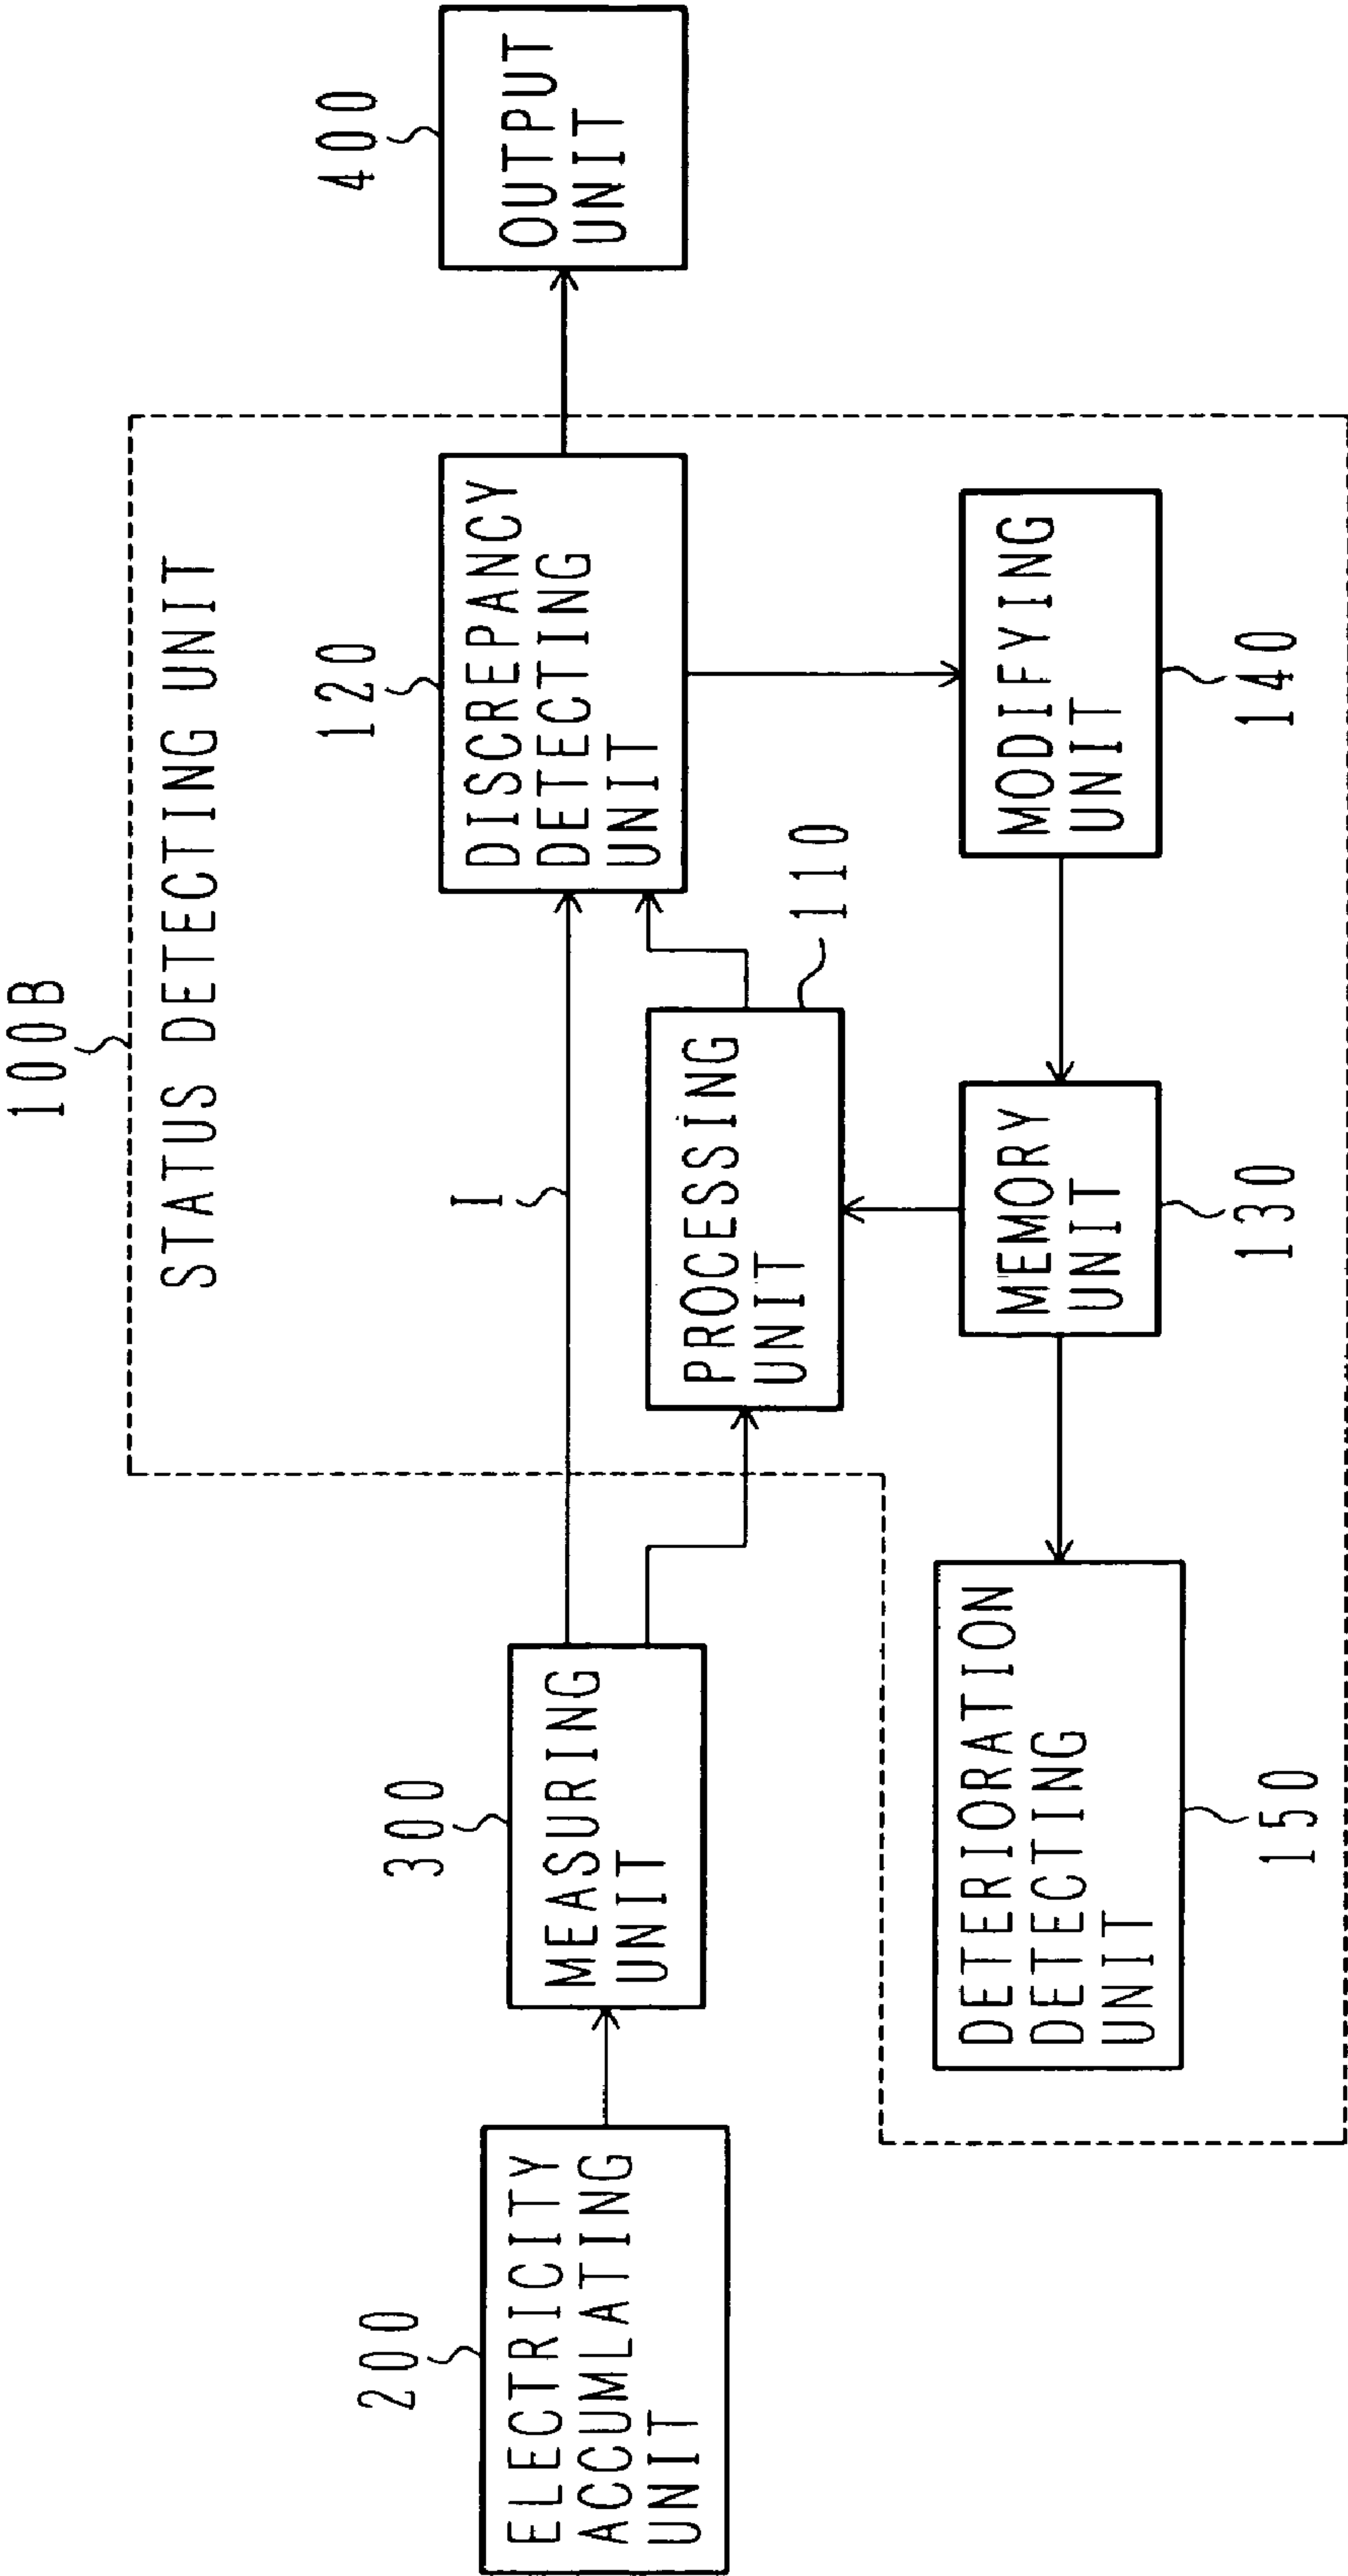 100B
STATUS DETECTING UNIT
400
OUTPUT
UNIT
120
DISCREPANCY
DETECTING
UNIT
I
300
MEASURING
UNIT
200
ELECTRICITY
ACCUMLATING
UNIT
PROCESSING
UNIT
110
MODIFYING
UNIT
140
MEMORY
UNIT
130
DETERIORATION
DETECTING
UNIT
150